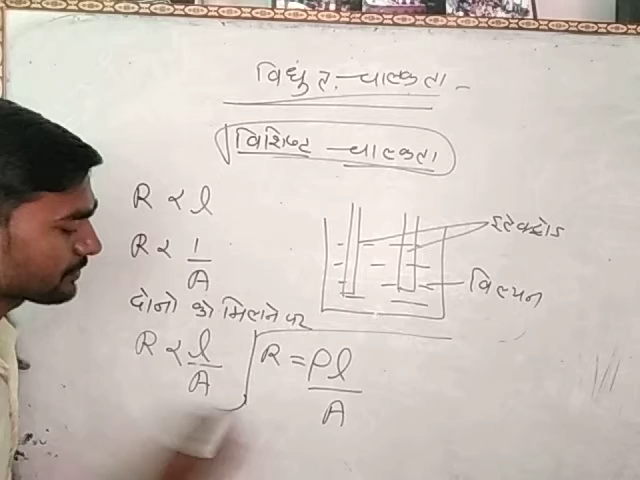 विधुत-चालकता -
विशिष्ट-चालकता
R ∝ l
R ∝ 1/A
इलेक्ट्रोड
विलयन
दोनो को मिलाने पर
R ∝ l/A
R = ρl/A